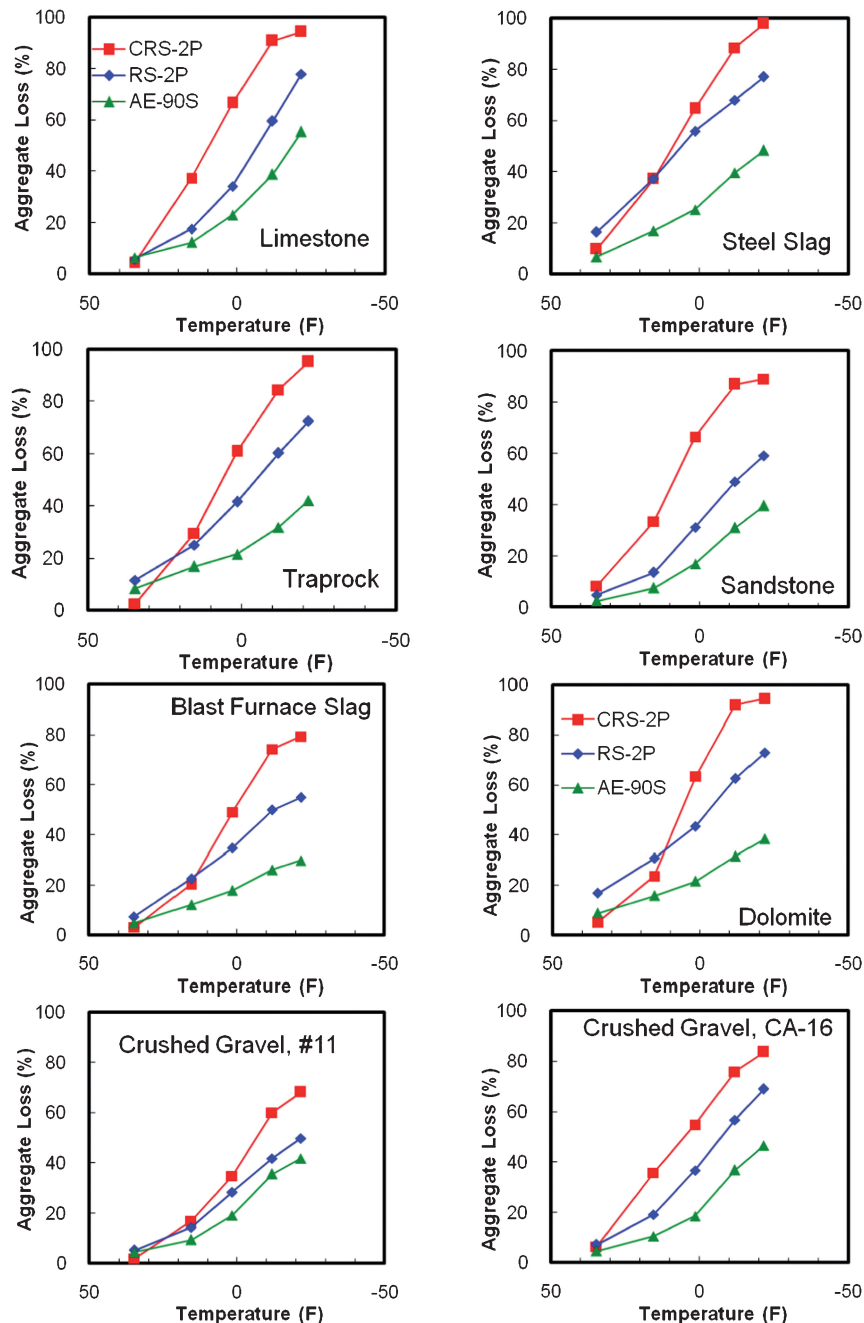 100
80
60
40
20
0
Aggregate Loss (%)
CRS-2P
RS-2P
AE-90S
Limestone
50
0
-50
Temperature (F)
100
80
60
40
20
0
Aggregate Loss (%)
Steel Slag
50
0
-50
Temperature (F)
100
80
60
40
20
0
Aggregate Loss (%)
Traprock
50
0
-50
Temperature (F)
100
80
60
40
20
0
Aggregate Loss (%)
Sandstone
50
0
-50
Temperature (F)
100
80
60
40
20
0
Aggregate Loss (%)
Blast Furnace Slag
50
0
-50
Temperature (F)
100
80
60
40
20
0
Aggregate Loss (%)
CRS-2P
RS-2P
AE-90S
Dolomite
50
0
-50
Temperature (F)
100
80
60
40
20
0
Aggregate Loss (%)
Crushed Gravel, #11
50
0
-50
Temperature (F)
100
80
60
40
20
0
Aggregate Loss (%)
Crushed Gravel, CA-16
50
0
-50
Temperature (F)